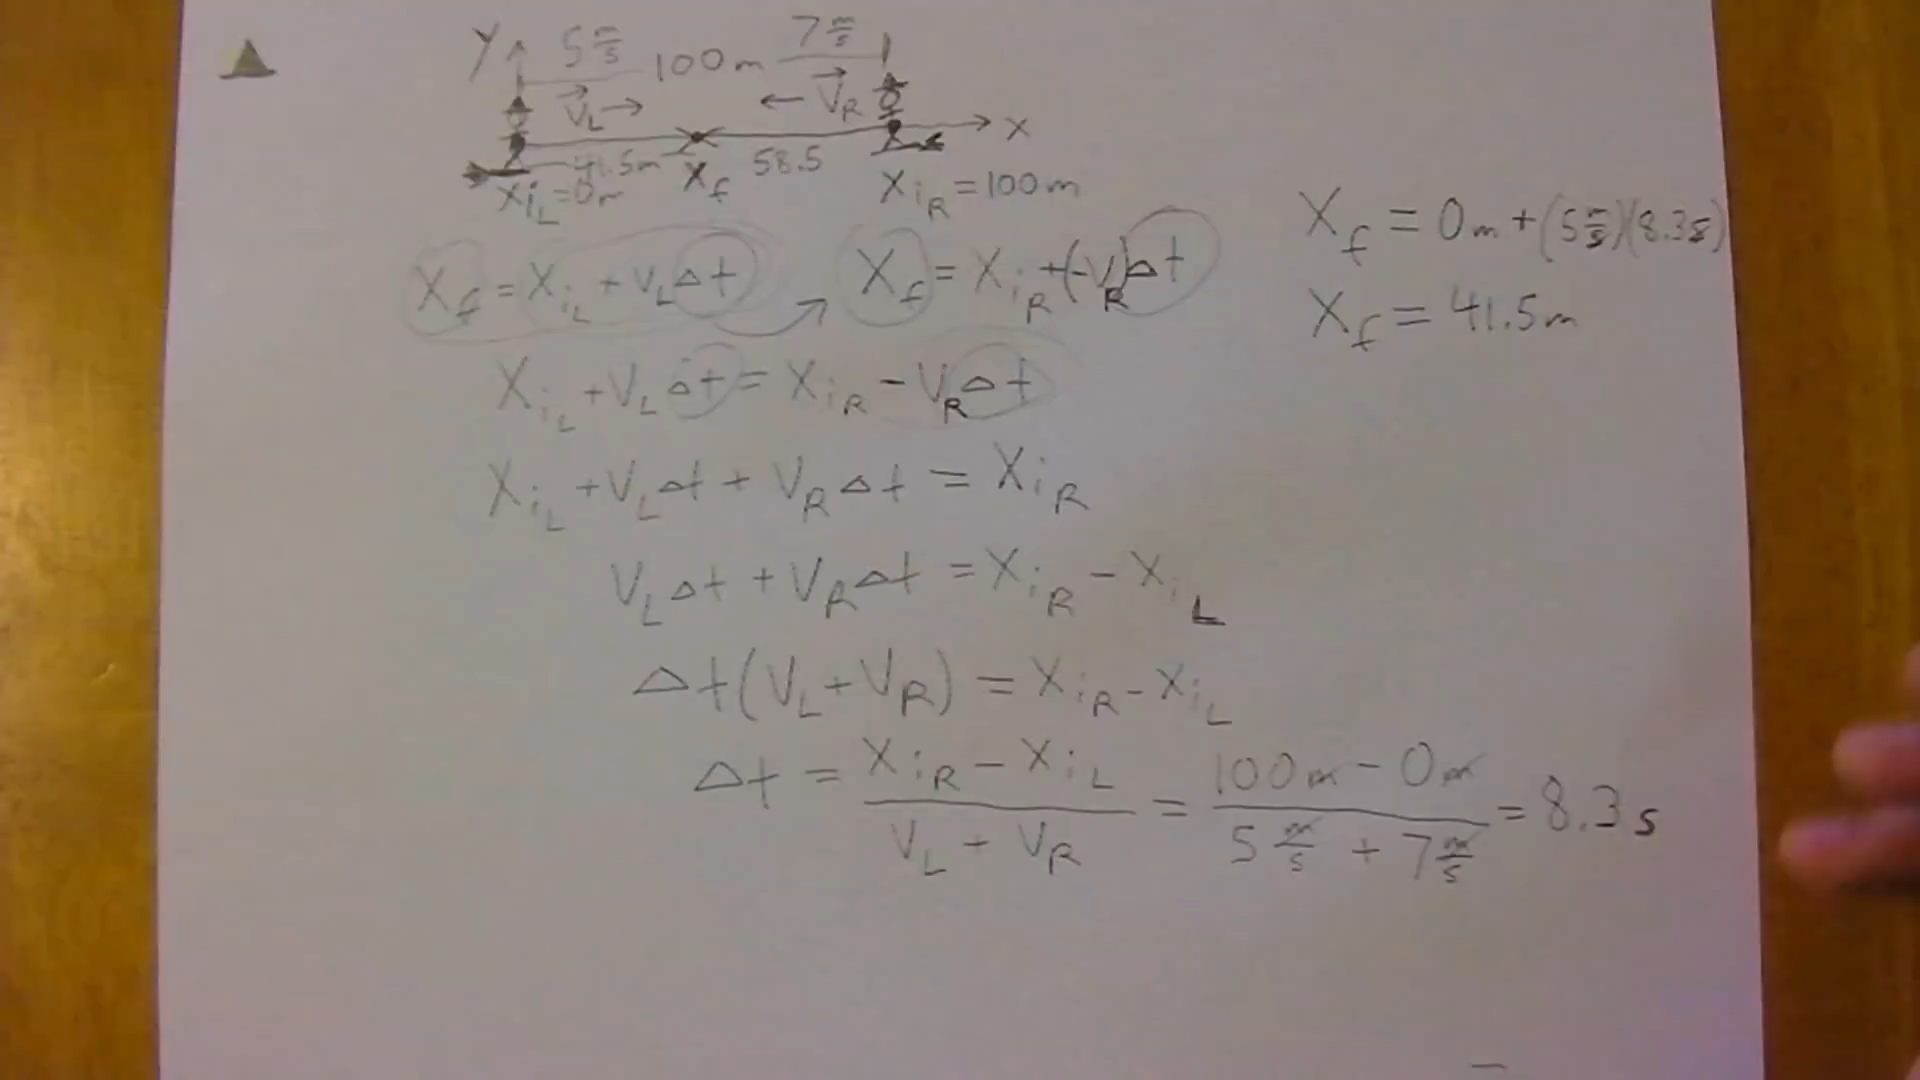 Y 5 m/s 100m 7 m/s
→V_L → ← →V_R x
41.5m X_f 58.5
X_iL = 0m X_iR = 100m
X_f = X_iL + V_L Δt X_f = X_iR + (-V_R)Δt
X_iL + V_L Δt = X_iR - V_R Δt
X_iL + V_L Δt + V_R Δt = X_iR
V_L Δt + V_R Δt = X_iR - X_iL
Δt(V_L + V_R) = X_iR - X_iL
Δt = (X_iR - X_iL)/(V_L + V_R) = (100m - 0m)/(5 m/s + 7 m/s) = 8.3 s
X_f = 0m + (5 m/s)(8.3s)
X_f = 41.5m